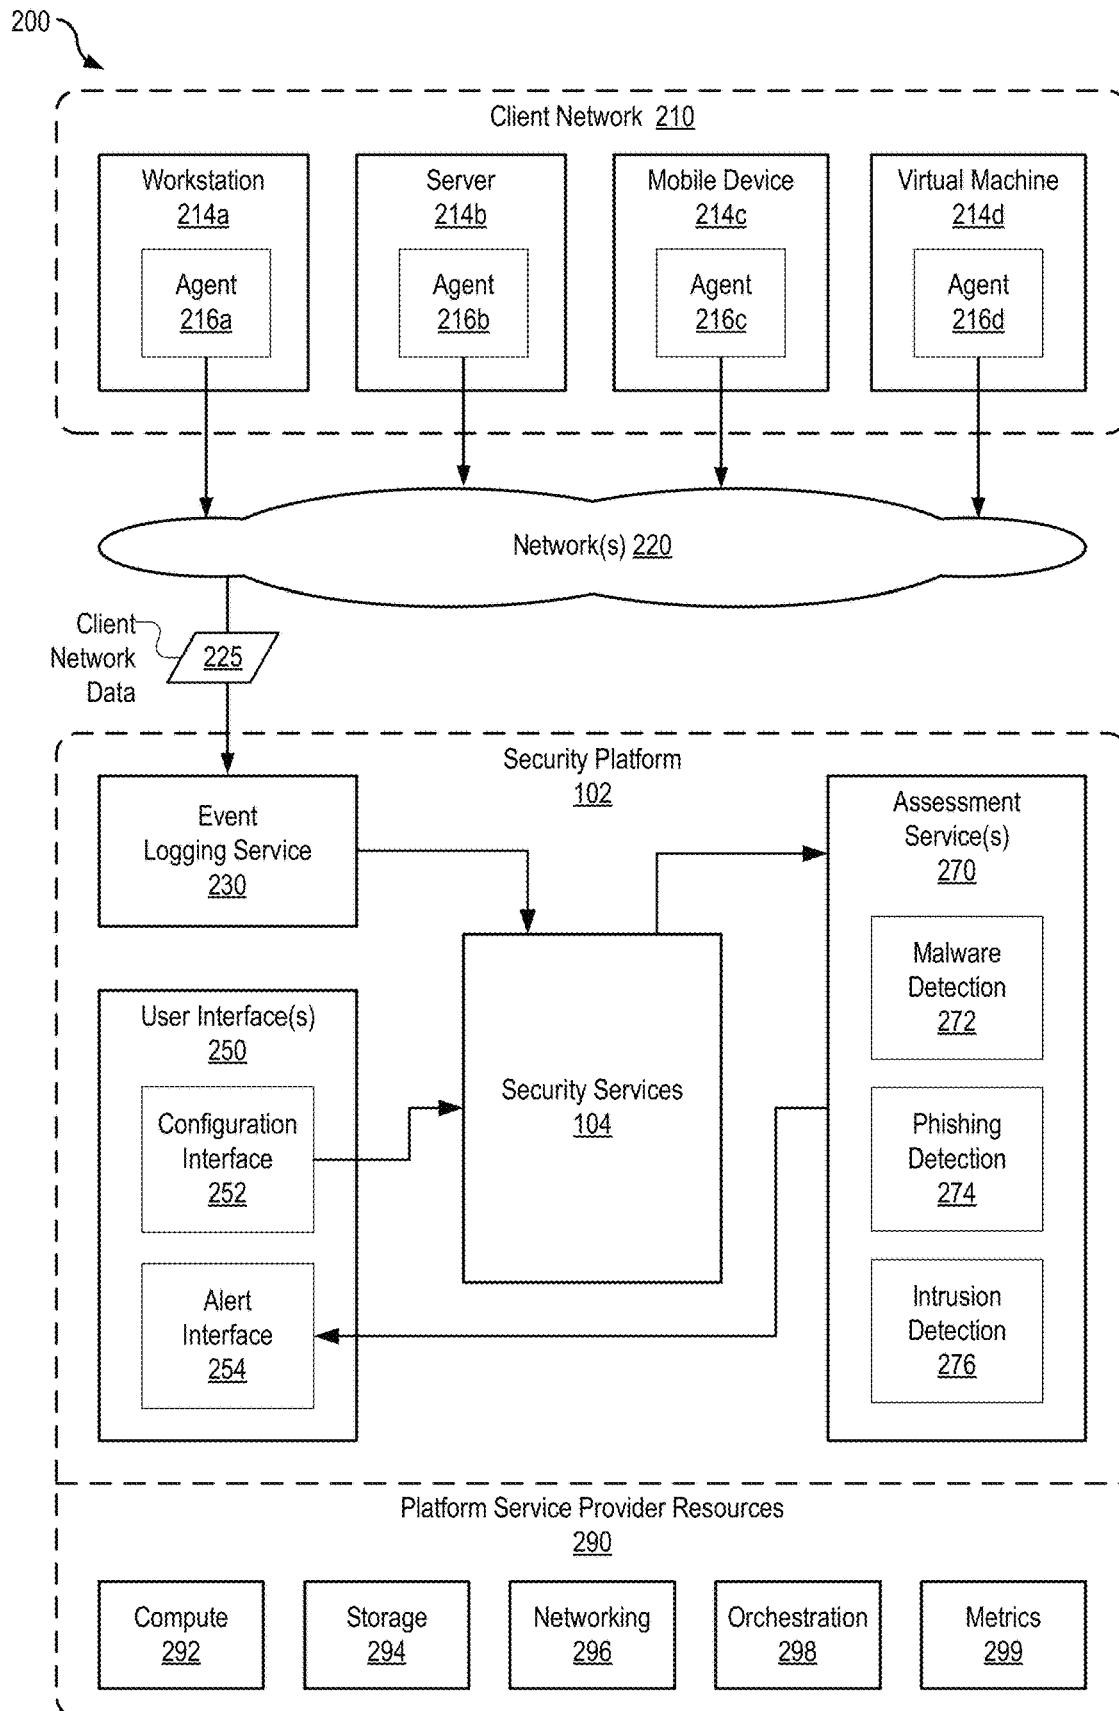 200
Client Network 210
Workstation
214a
Agent
216a
Server
214b
Agent
216b
Mobile Device
214c
Agent
216c
Virtual Machine
214d
Agent
216d
Network(s) 220
Client
Network
Data
225
Security Platform
102
Event
Logging Service
230
Assessment
Service(s)
270
Malware
Detection
272
Phishing
Detection
274
Intrusion
Detection
276
User Interface(s)
250
Configuration
Interface
252
Alert
Interface
254
Security Services
104
Platform Service Provider Resources
290
Compute
292
Storage
294
Networking
296
Orchestration
298
Metrics
299